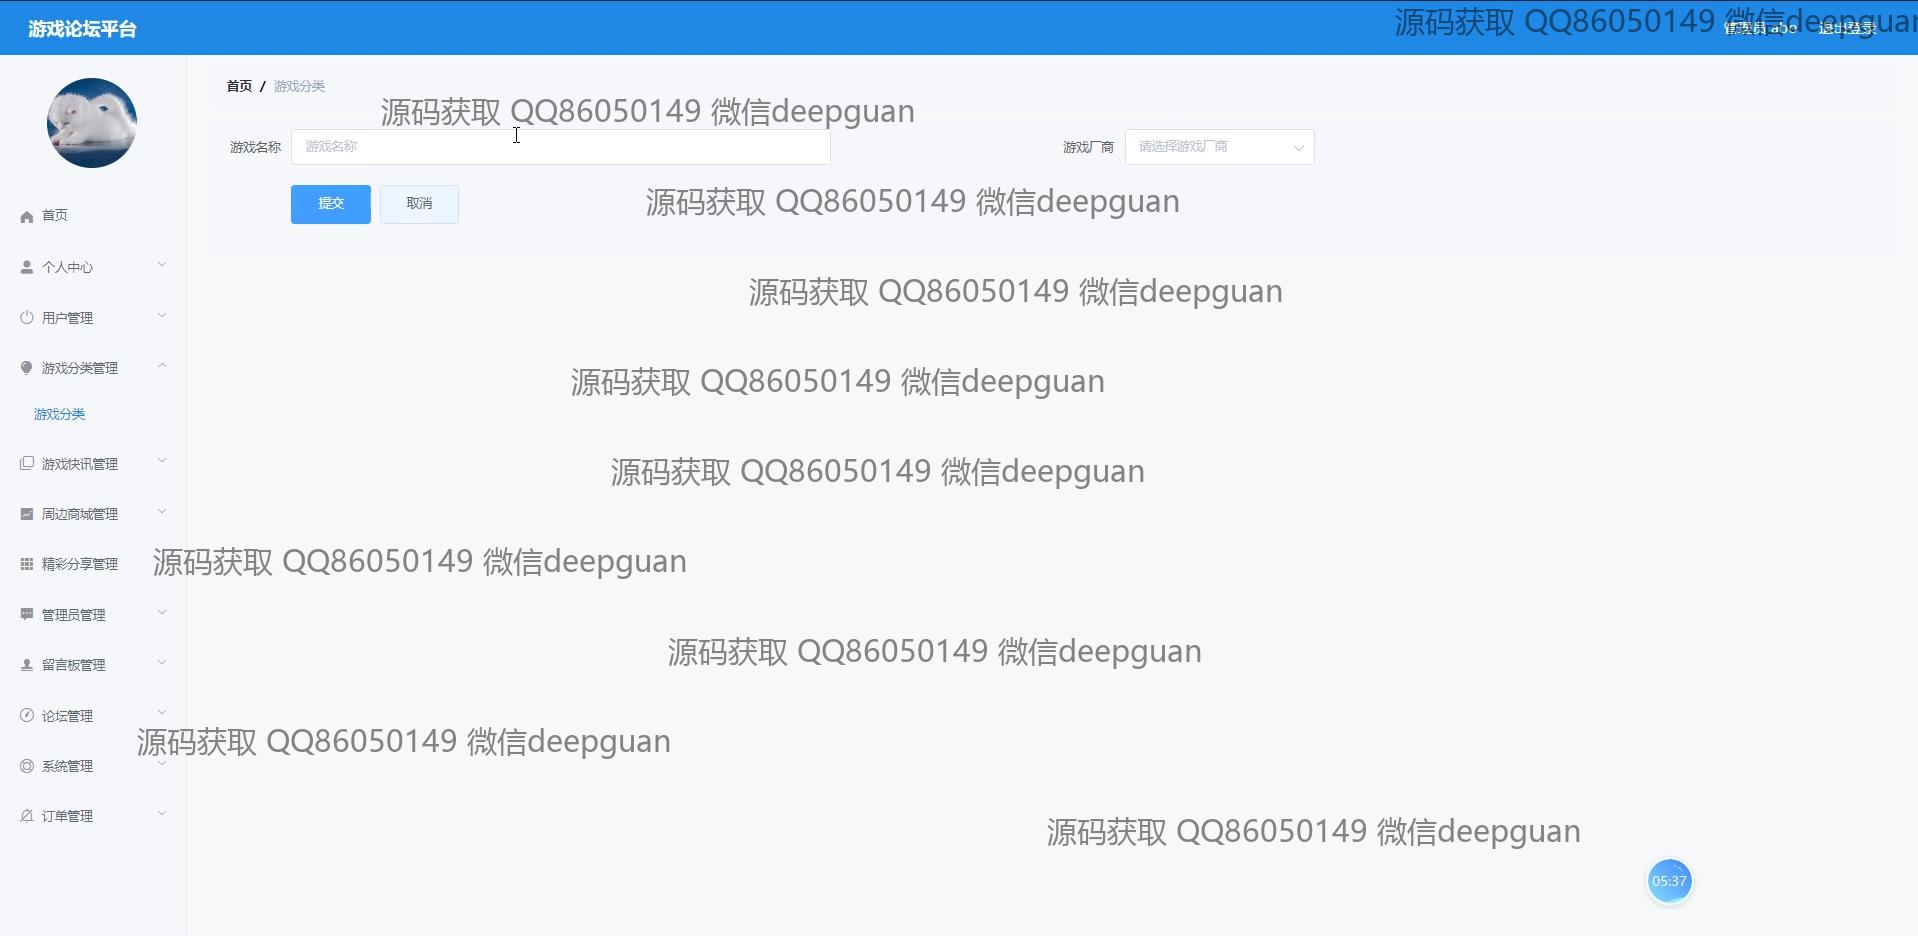 游戏论坛平台
源码获取 QQ86050149 微信deepguan
管理员 abo 退出登录
首页 / 游戏分类
源码获取 QQ86050149 微信deepguan
游戏名称 游戏名称 游戏厂商 请选择游戏厂商
提交 取消
源码获取 QQ86050149 微信deepguan
首页
个人中心
源码获取 QQ86050149 微信deepguan
用户管理
游戏分类管理
源码获取 QQ86050149 微信deepguan
游戏分类
游戏快讯管理
源码获取 QQ86050149 微信deepguan
周边商城管理
精彩分享管理
源码获取 QQ86050149 微信deepguan
管理员管理
留言板管理
源码获取 QQ86050149 微信deepguan
论坛管理
源码获取 QQ86050149 微信deepguan
系统管理
订单管理
源码获取 QQ86050149 微信deepguan
05:37